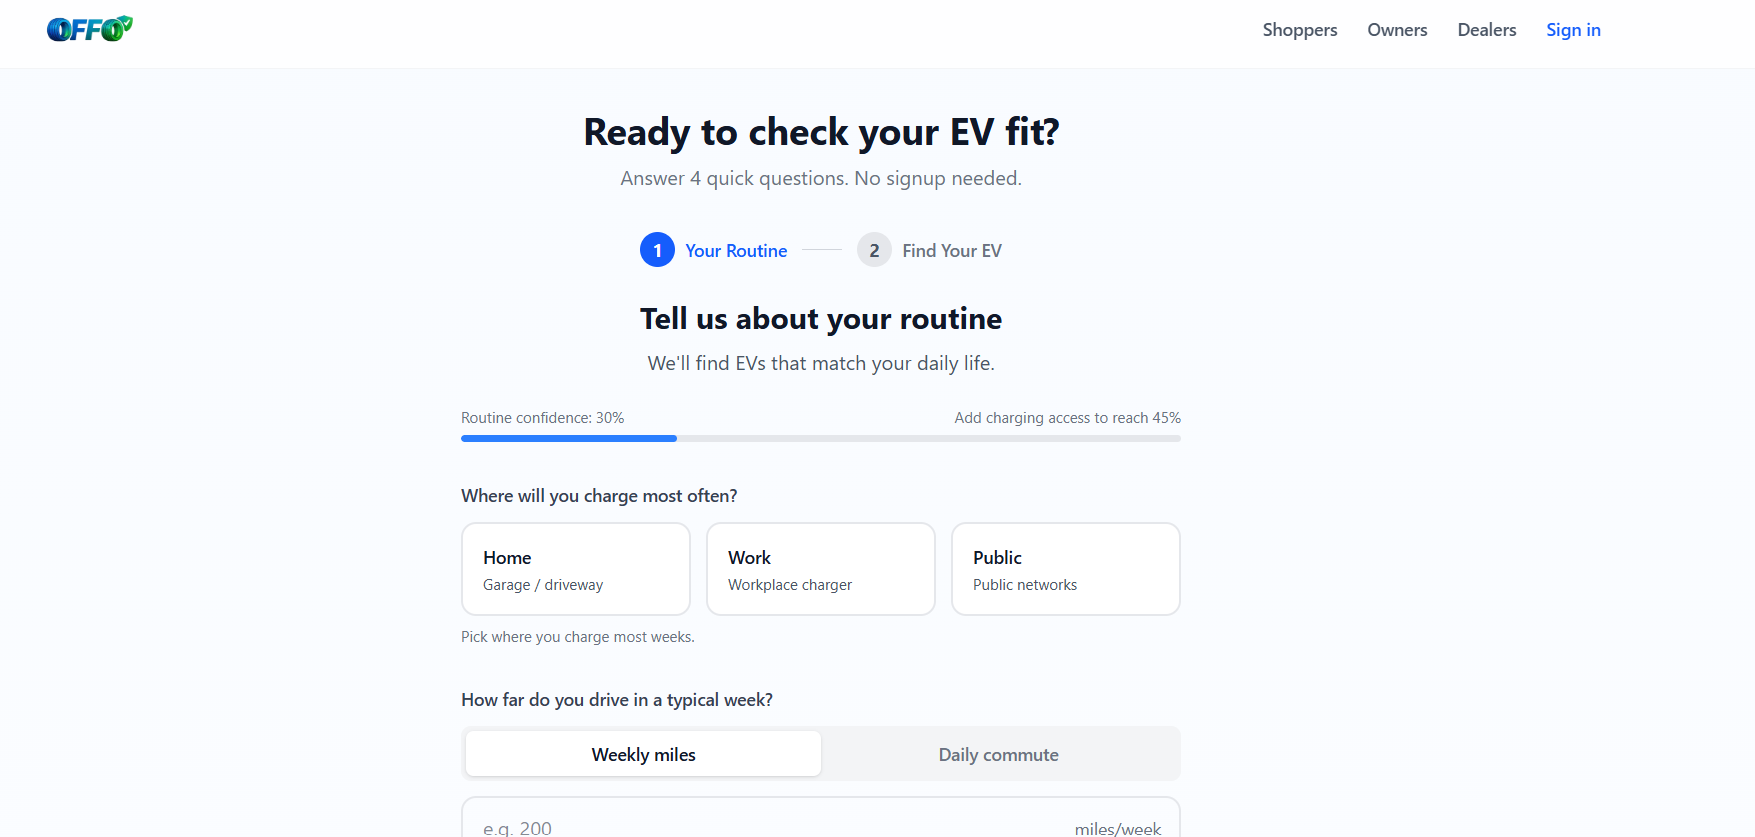 OFFO
Shoppers Owners Dealers Sign in
Ready to check your EV fit?
Answer 4 quick questions. No signup needed.
1 Your Routine 2 Find Your EV
Tell us about your routine
We'll find EVs that match your daily life.
Routine confidence: 30% Add charging access to reach 45%
Where will you charge most often?
Home Work Public
Garage / driveway Workplace charger Public networks
Pick where you charge most weeks.
How far do you drive in a typical week?
Weekly miles Daily commute
e.g. 200 miles/week